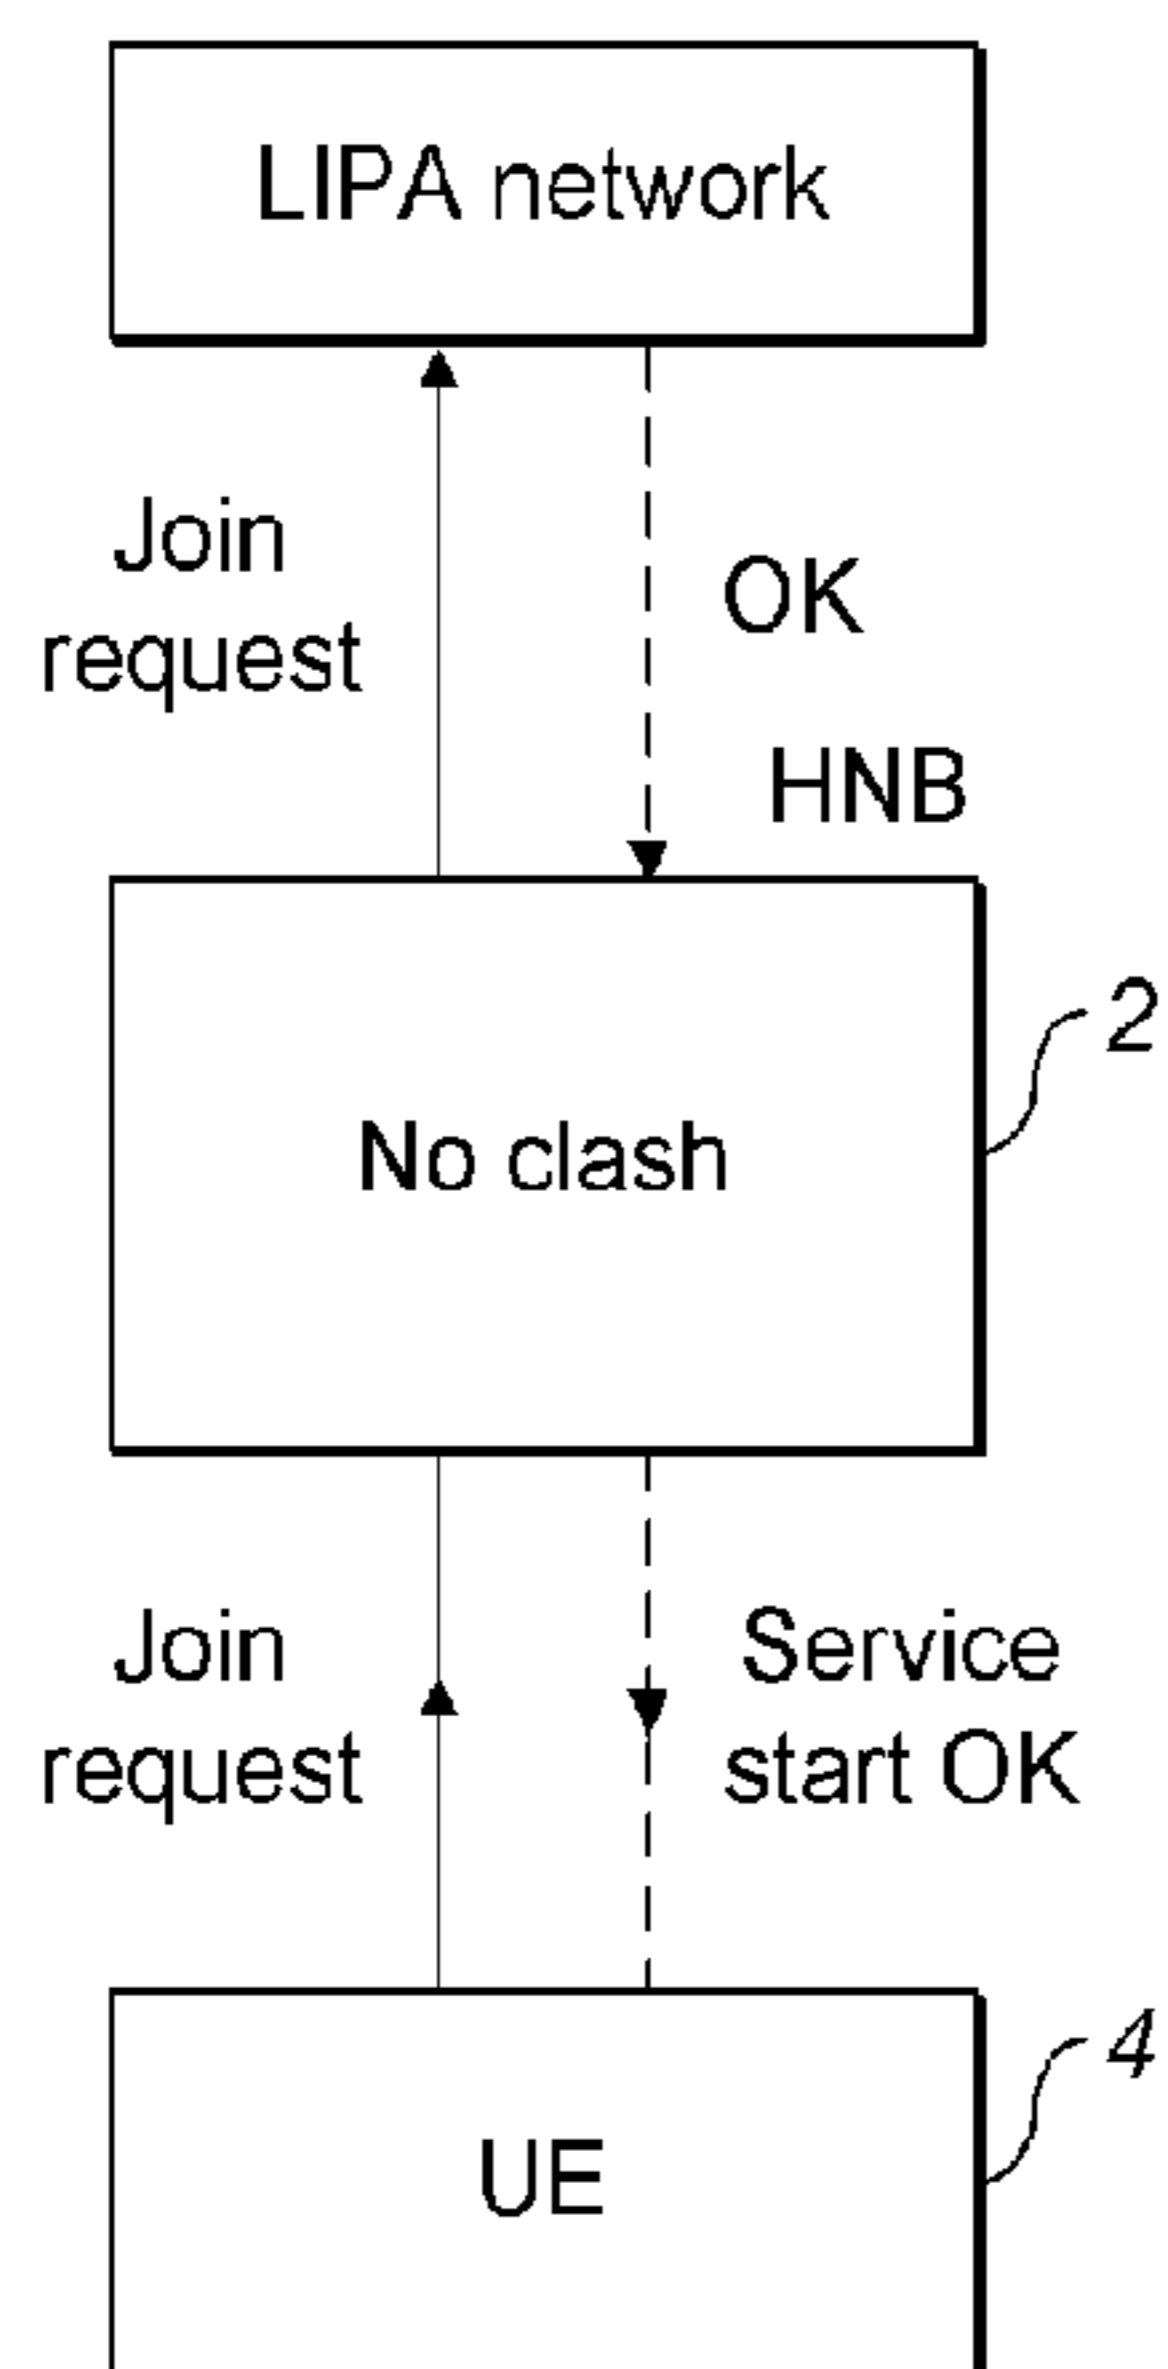 LIPA network
Join
request
OK
HNB
No clash
2
Join
request
Service
start OK
UE
4